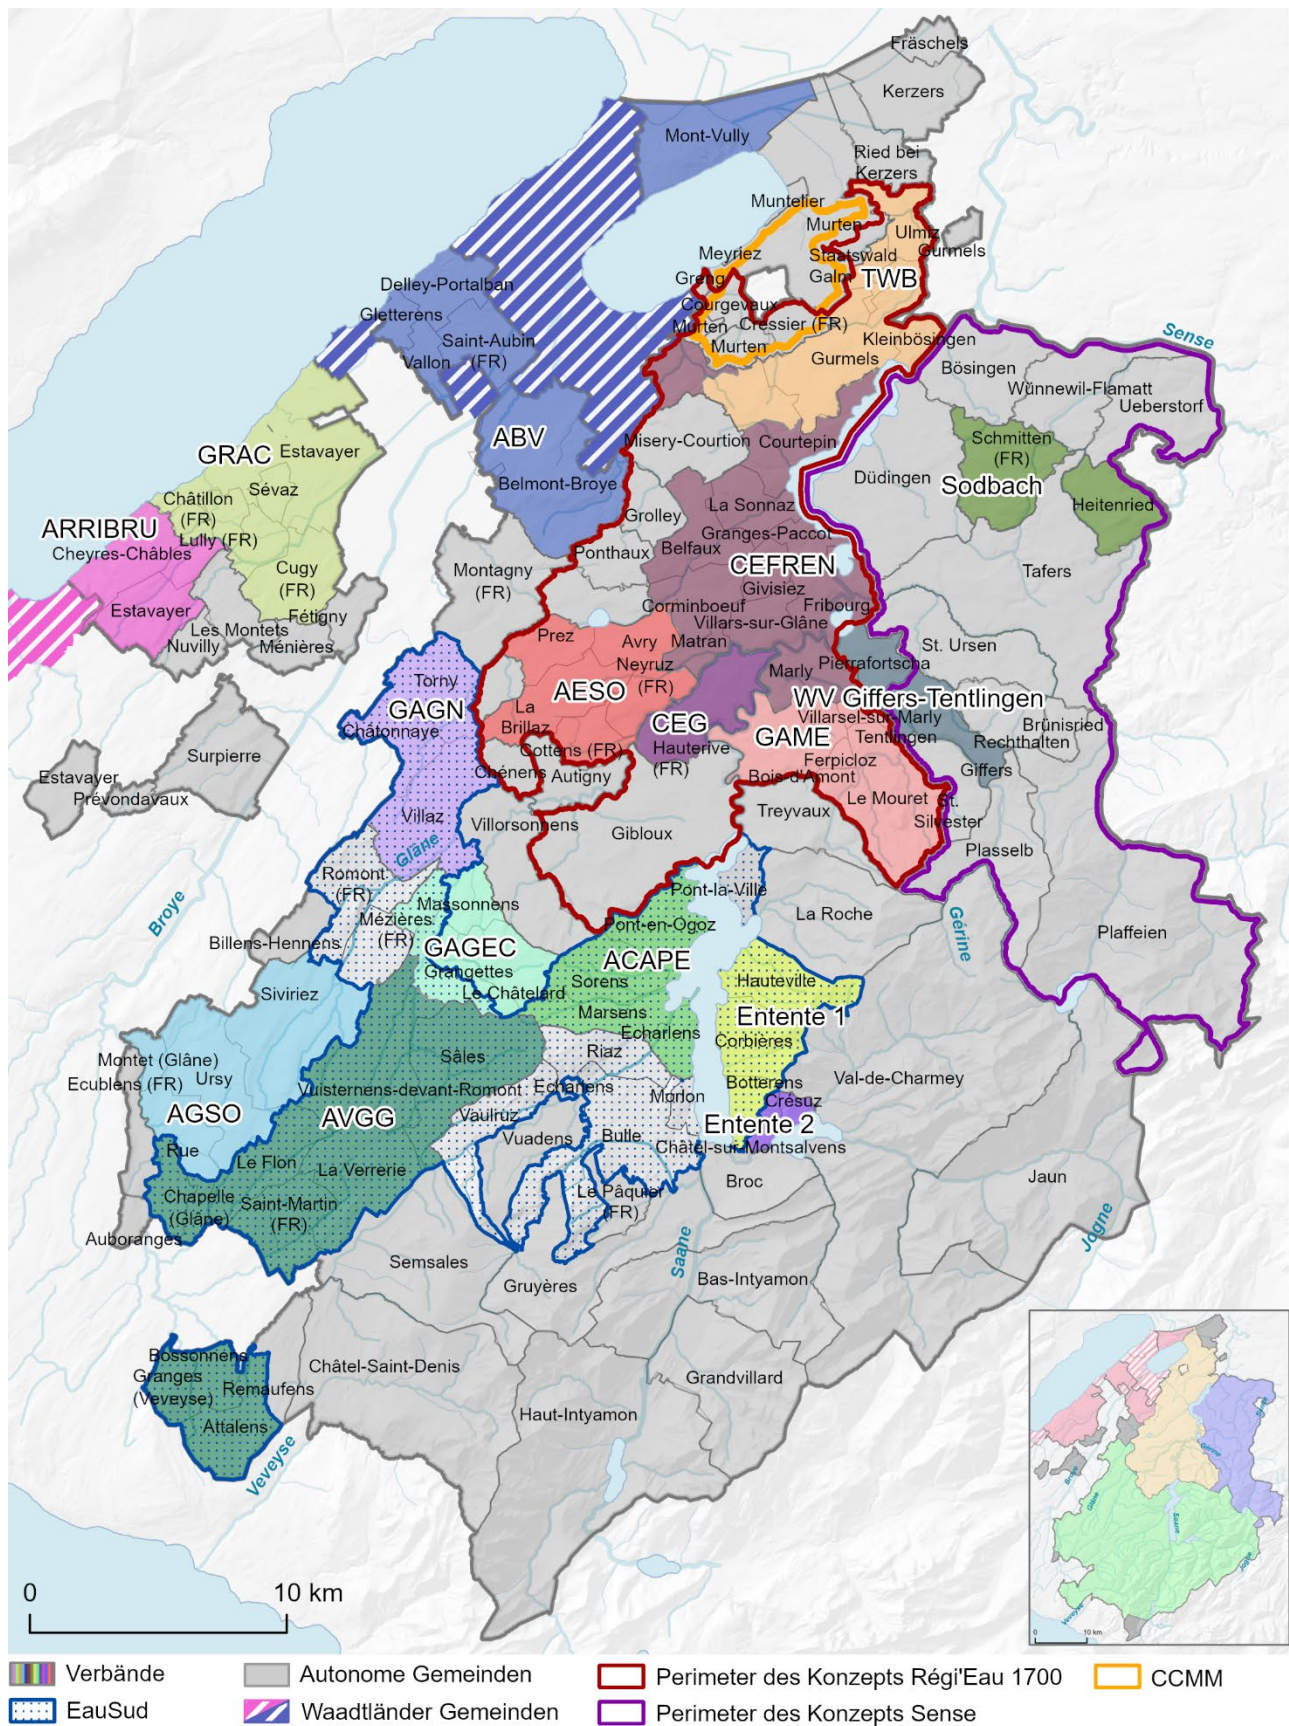 Fräschels
Kerzers
Mont-Vully
Ried bei
Kerzers
Muntelier
Murten
Ulmiz
Gurmels
Meyriez
Staatswald
Galm
Greng
TWB
Delley-Portalban
Gletterens
Courgevaux
Cressier (FR)
Murten
Murten
Saint-Aubin
(FR)
Vallon
Kleinbösingen
Gurmels
Sense
Bösingen
Wünnewil-Flamatt
Ueberstorf
ABV
Misery-Courtion
Courtepin
Schmitten
(FR)
GRAC
Estavayer
Düdingen
Sodbach
Belmont-Broye
Sévaz
Châtillon
(FR)
Heitenried
ARRIBRU
Lully (FR)
Cheyres-Châbles
Grolley
La Sonnaz
Granges-Paccot
Ponthaux
Belfaux
CEFREN
Tafers
Cugy
(FR)
Montagny
(FR)
Givisiez
Estavayer
Fétigny
Les Montets
Nuvilly
Ménières
Corminboeuf
Fribourg
Villars-sur-Glâne
Prez
Avry
Matran
Neyruz
(FR)
St. Ursen
Pierrafortscha
Marly
Torny
GAGN
AESO
WV Giffers-Tentlingen
La
Brillaz
CEG
Villarsel-sur-Marly
Châtonnaye
GAME
Tentlingen
Brünisried
Rechthalten
Surpierre
Cottens (FR)
Hauterive
(FR)
Ferpicloz
Giffers
Chénens
Autigny
Bois-d'Amont
Estavayer
Prévondavaux
Le Mouret
St.
Silvester
Villaz
Villorsonnens
Gibloux
Treyvaux
Plasselb
Glâne
Romont
(FR)
Pont-la-Ville
Massonnens
Mézières
(FR)
Broye
La Roche
Gérine
Pont-en-Ogoz
Plaffeien
Billens-Hennens
GAGEC
ACAPE
Grangettes
Sorens
Hauteville
Siviriez
Le Châtelard
Marsens
Entente 1
Echarlens
Corbières
Montet (Glâne)
Sâles
Riaz
Ecublens (FR)
Ursy
Vuisternens-devant-Romont
Echarlens
Val-de-Charmey
Botterens
Morlon
Crésuz
AGSO
AVGG
Vaulruz
Entente 2
Vuadens
Bulle
Châtel-sur-Montsalvens
Rue
Le Flon
La Verrerie
Broc
Jaun
Chapelle
(Glâne)
Saint-Martin
(FR)
Le Pâquier
(FR)
Auboranges
Jogne
Semsales
Saane
Bas-Intyamon
Gruyères
Bossonnens
Granges
(Veveyse)
Châtel-Saint-Denis
Remaufens
Grandvillard
Attalens
Haut-Intyamon
Veveyse
Sense
Gérine
Broye
Glâne
Saane
Jogne
Veveyse
0 10 km
0 10 km
Verbände
Autonome Gemeinden
Perimeter des Konzepts Régi'Eau 1700
CCMM
EauSud
Waadtländer Gemeinden
Perimeter des Konzepts Sense